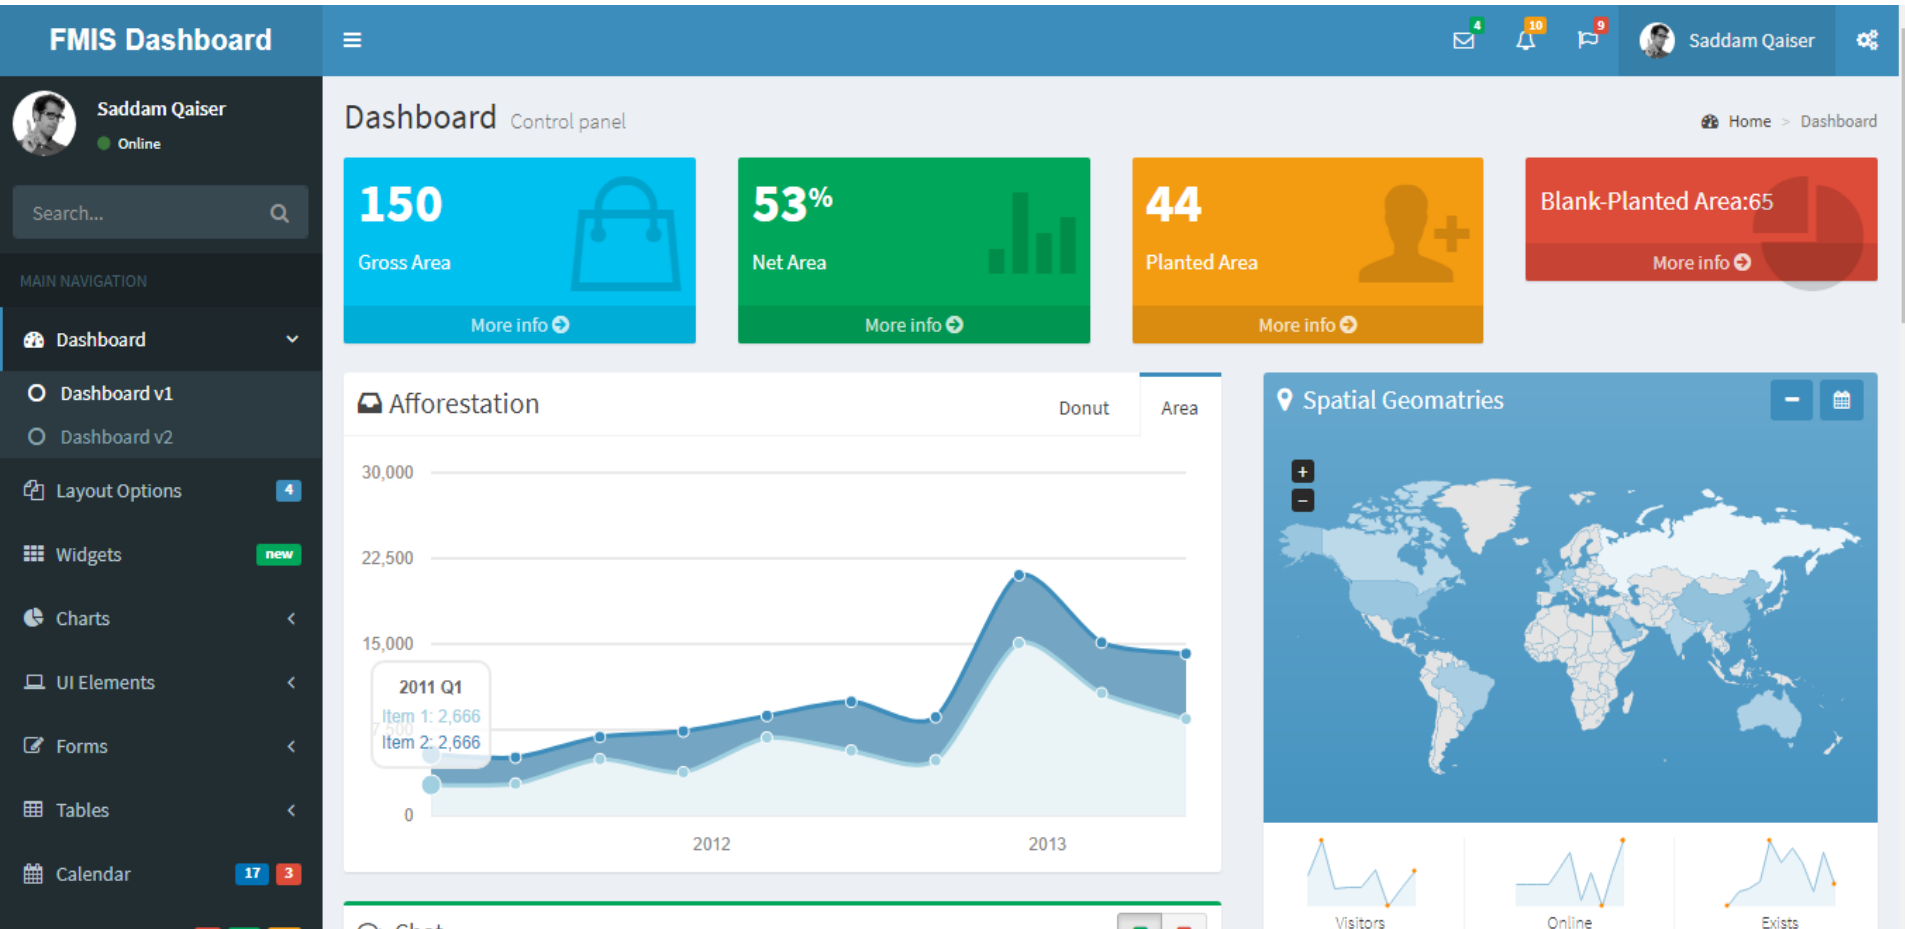 FMIS Dashboard
4
10
9
Saddam Qaiser
Saddam Qaiser
Online
Search...
MAIN NAVIGATION
Dashboard
Dashboard v1
Dashboard v2
Layout Options 4
Widgets new
Charts
UI Elements
Forms
Tables
Calendar 17 3
Dashboard Control panel
Home > Dashboard
150
Gross Area
More info
53%
Net Area
More info
44
Planted Area
More info
Blank-Planted Area:65
More info
Afforestation
Donut Area
30,000
22,500
15,000
7,500
0
2011 Q1
Item 1: 2,666
Item 2: 2,666
2012 2013
Chat
Spatial Geomatries
+
−
Visitors Online Exists